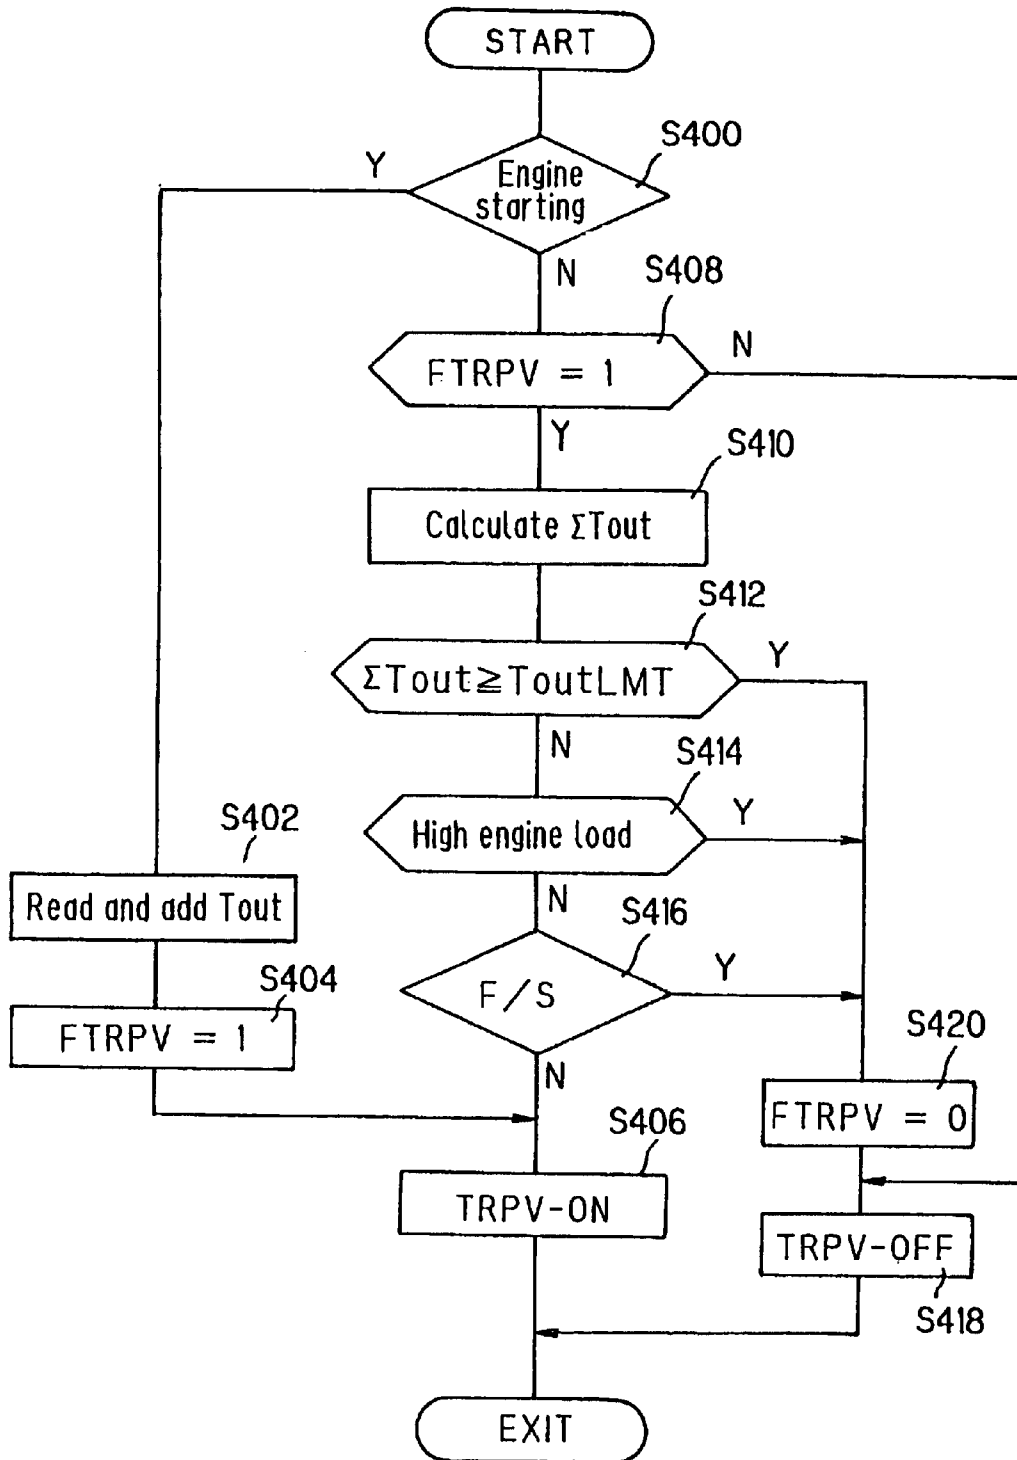 START
S400
Y
Engine
starting
N
S408
FTRPV = 1
N
Y
S410
Calculate ΣTout
S412
ΣTout≧ToutLMT
Y
N
S414
High engine load
Y
S402
Read and add Tout
N
S416
F/S
Y
S404
FTRPV = 1
N
S420
FTRPV = 0
S406
TRPV-ON
TRPV-OFF
S418
EXIT